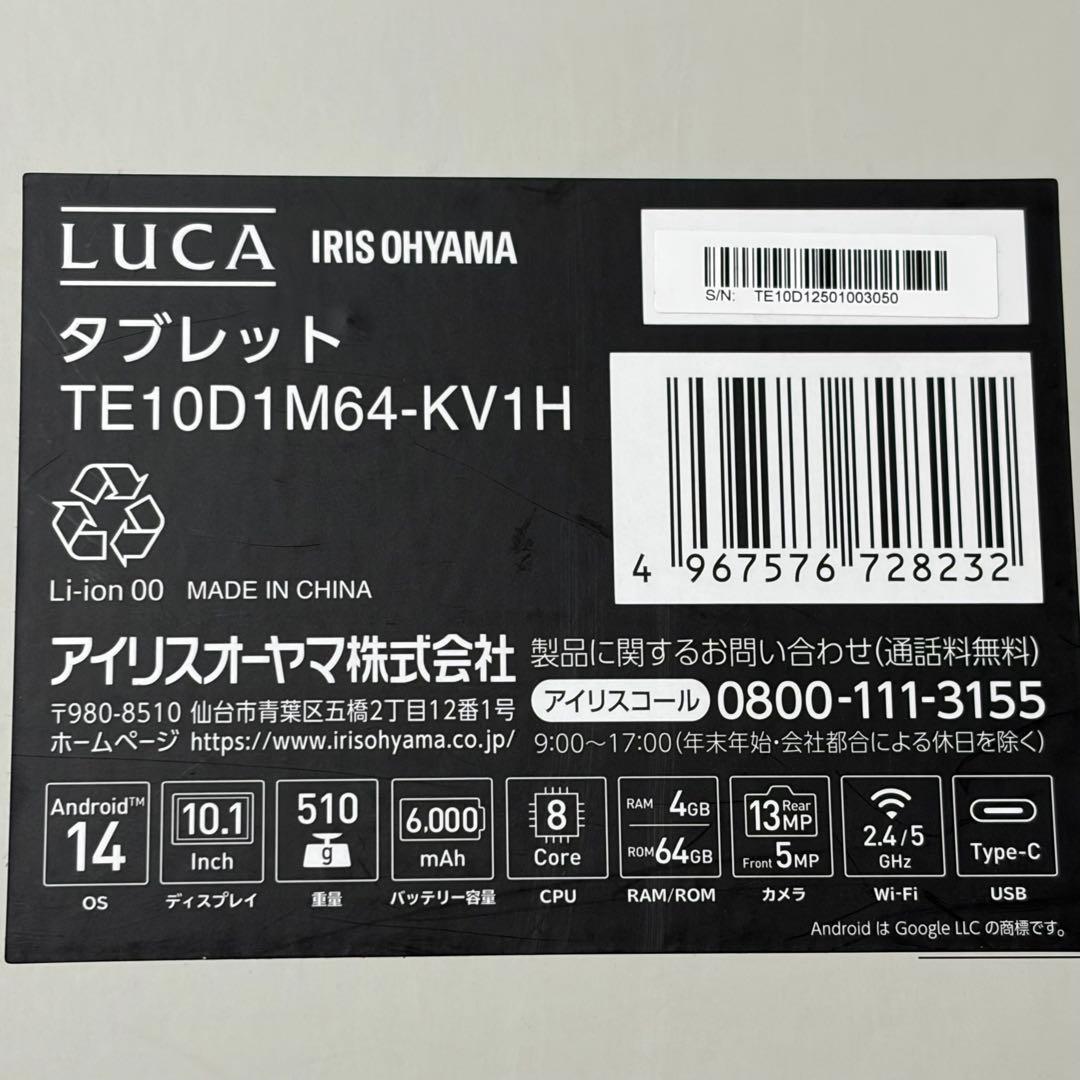 LUCA IRIS OHYAMA
タブレット
TE10D1M64-KV1H
S/N: TE10D12501003050
4 967576 728232
Li-ion 00 MADE IN CHINA
アイリスオーヤマ株式会社
〒980-8510 仙台市青葉区五橋2丁目12番1号
ホームページ https://www.irisohyama.co.jp/
製品に関するお問い合わせ(通話料無料)
アイリスコール 0800-111-3155
9:00〜17:00(年末年始・会社都合による休日を除く)
Android™ 14
OS
10.1 Inch
ディスプレイ
510 g
重量
6,000 mAh
バッテリー容量
8 Core
CPU
RAM 4GB
ROM 64GB
RAM/ROM
13MP Rear
Front 5MP
カメラ
2.4/5 GHz
Wi-Fi
Type-C
USB
Android は Google LLC の商標です。